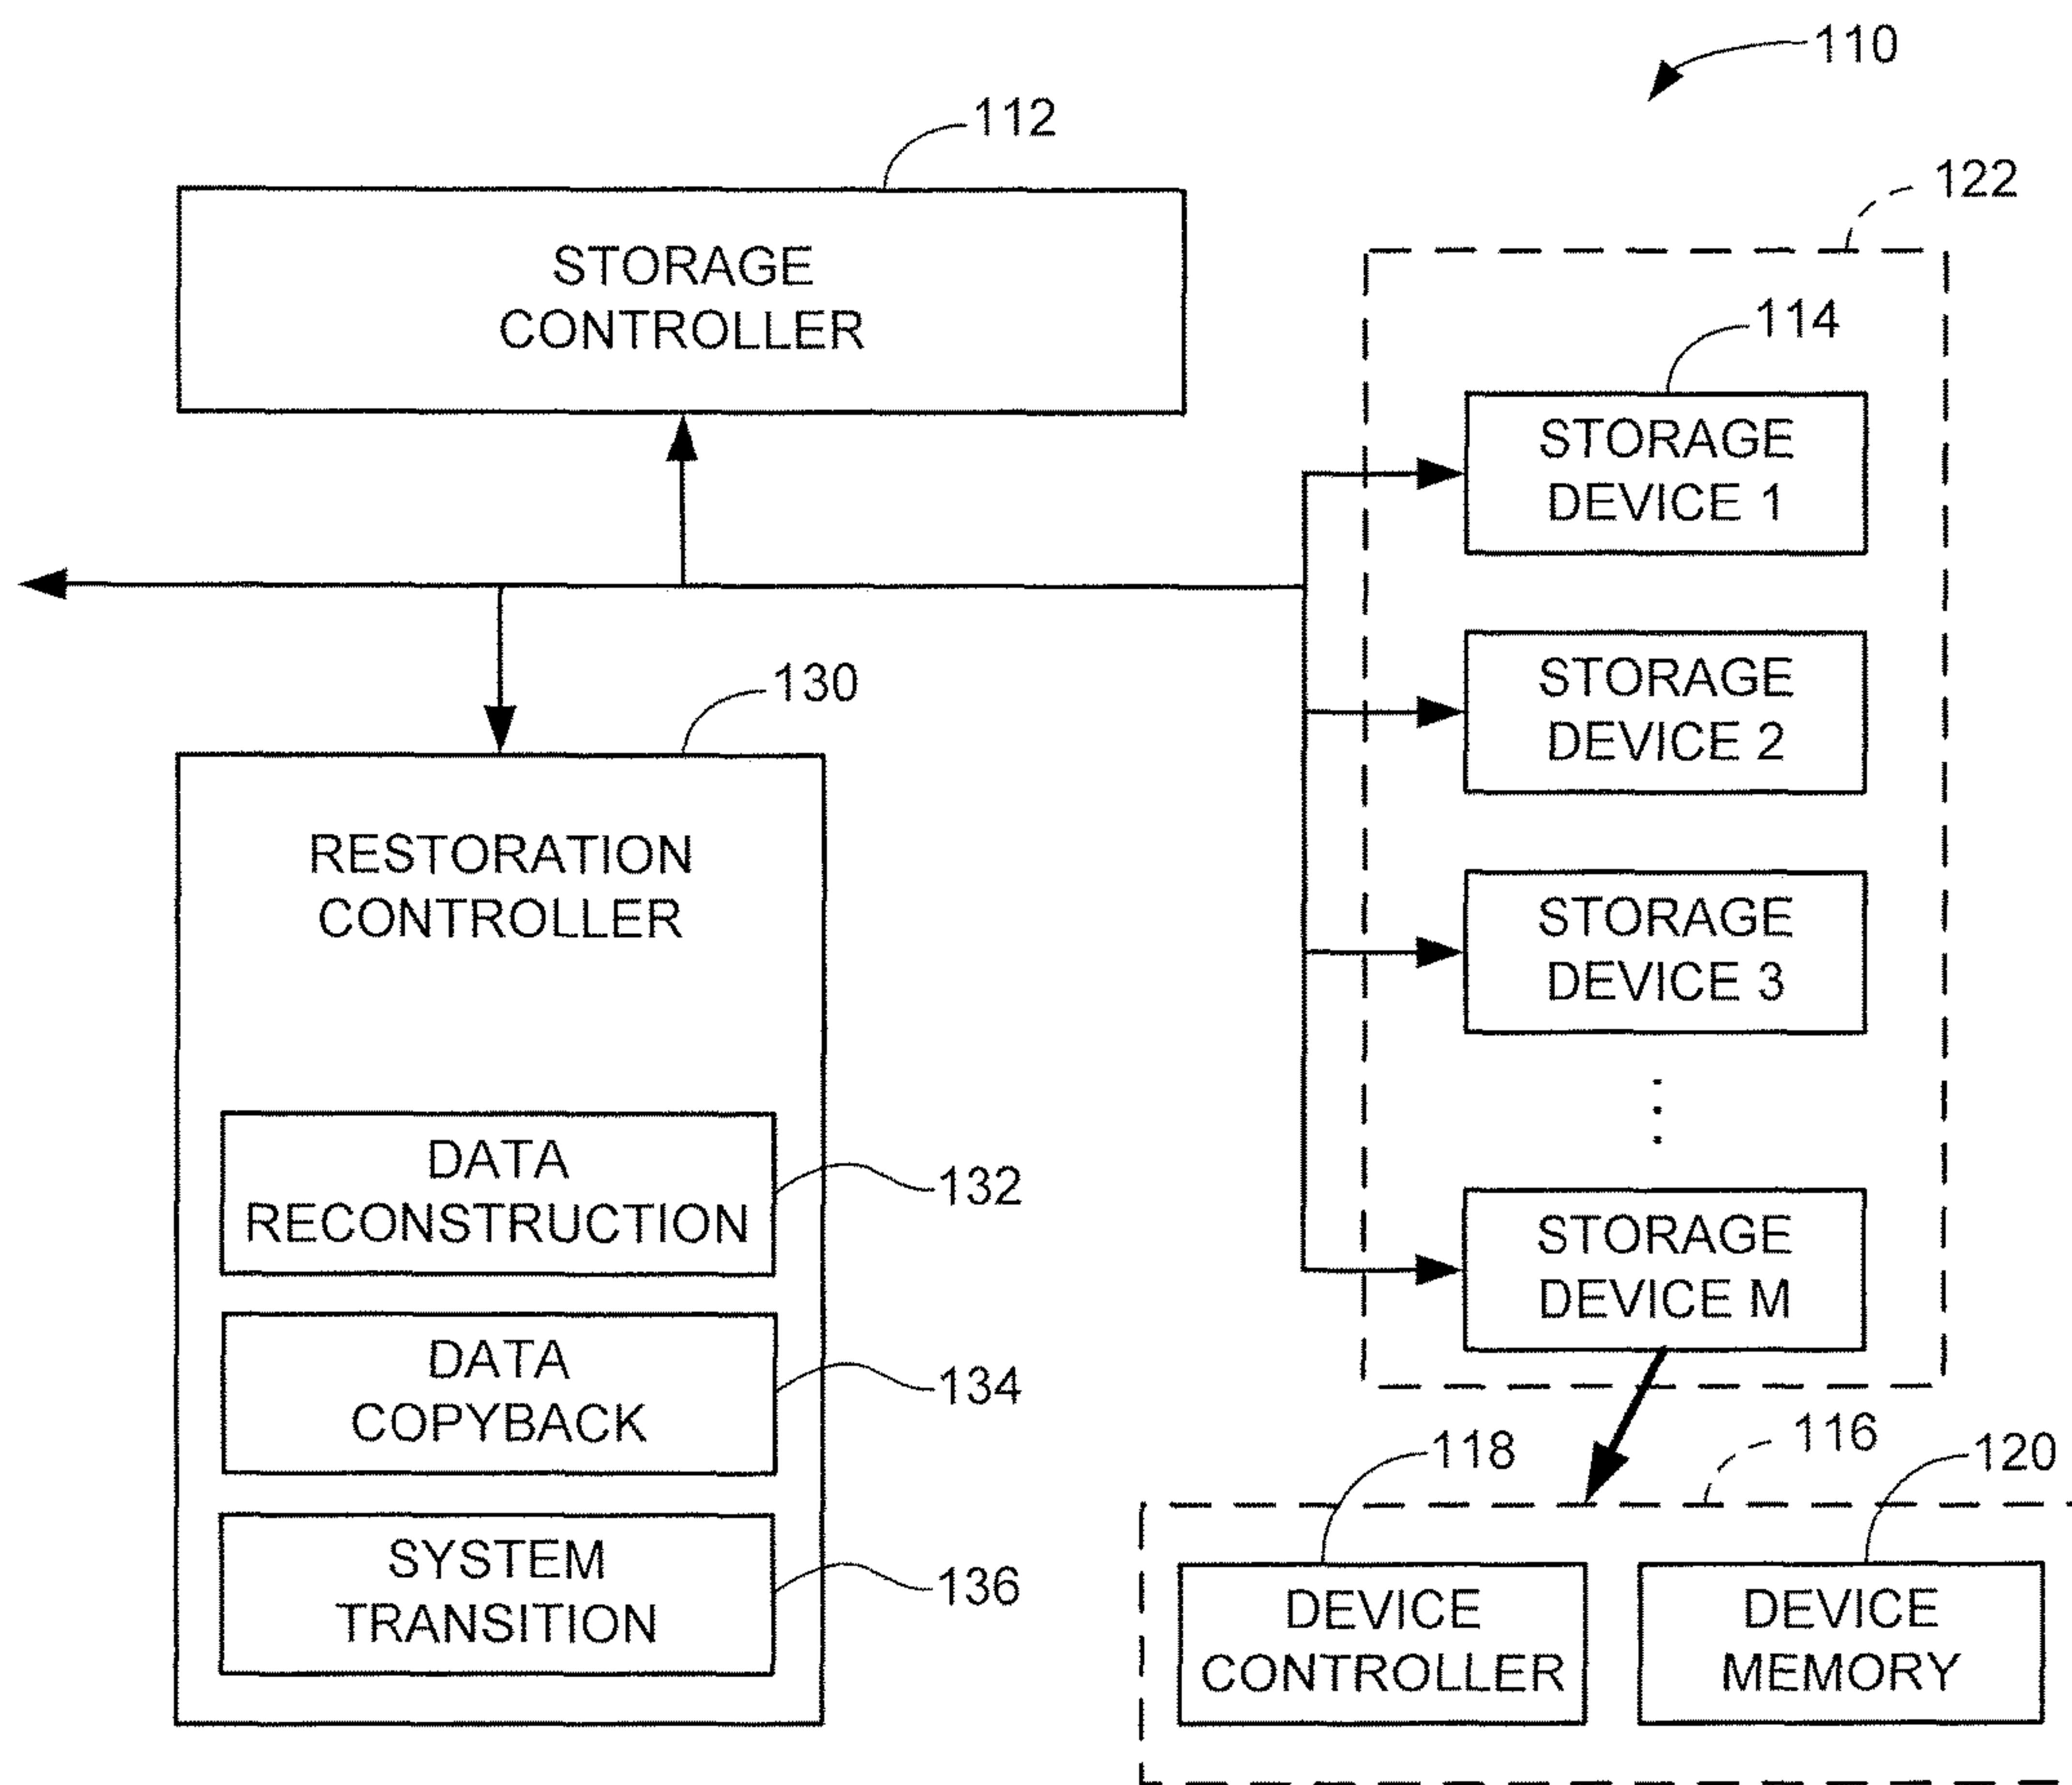 110
112
122
STORAGE
CONTROLLER
114
STORAGE
DEVICE 1
STORAGE
DEVICE 2
130
RESTORATION
CONTROLLER
STORAGE
DEVICE 3
DATA
RECONSTRUCTION
132
STORAGE
DEVICE M
DATA
COPYBACK
134
116
118
120
SYSTEM
TRANSITION
136
DEVICE
CONTROLLER
DEVICE
MEMORY